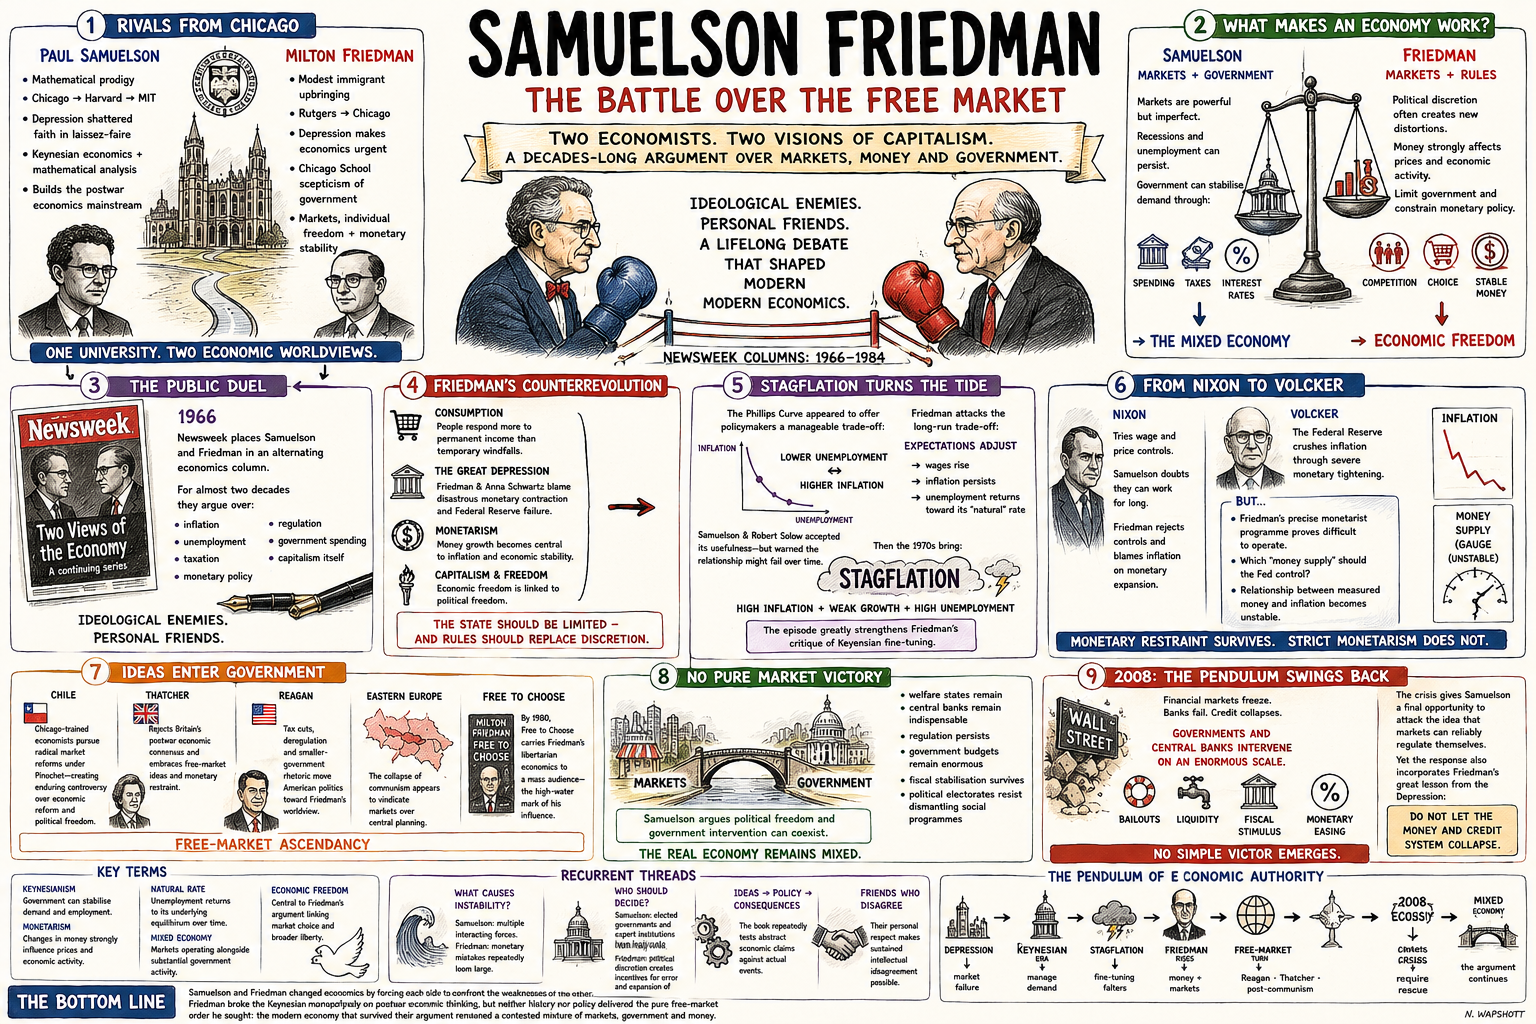 1 RIVALS FROM CHICAGO
PAUL SAMUELSON
• Mathematical prodigy
• Chicago → Harvard → MIT
• Depression shattered
faith in laissez-faire
• Keynesian economics +
mathematical analysis
• Builds the postwar
economics mainstream
MILTON FRIEDMAN
• Modest immigrant
upbringing
• Rutgers → Chicago
• Depression makes
economics urgent
• Chicago School
scepticism of
government
• Markets, individual
freedom + monetary
stability
ONE UNIVERSITY. TWO ECONOMIC WORLDVIEWS.
SAMUELSON FRIEDMAN
THE BATTLE OVER THE FREE MARKET
TWO ECONOMISTS. TWO VISIONS OF CAPITALISM.
A DECADES-LONG ARGUMENT OVER MARKETS, MONEY AND GOVERNMENT.
IDEOLOGICAL ENEMIES.
PERSONAL FRIENDS.
A LIFELONG DEBATE
THAT SHAPED
MODERN
MODERN ECONOMICS.
NEWSWEEK COLUMNS: 1966–1984
2 WHAT MAKES AN ECONOMY WORK?
SAMUELSON
MARKETS + GOVERNMENT
Markets are powerful
but imperfect.
Recessions and
unemployment can
persist.
Government can stabilise
demand through:
SPENDING
TAXES
INTEREST
RATES
→ THE MIXED ECONOMY
FRIEDMAN
MARKETS + RULES
Political discretion
often creates new
distortions.
Money strongly affects
prices and economic
activity.
Limit government and
constrain monetary policy.
COMPETITION
CHOICE
STABLE
MONEY
→ ECONOMIC FREEDOM
3 THE PUBLIC DUEL
Newsweek
Two Views of
the Economy
A continuing series
1966
Newsweek places Samuelson
and Friedman in an alternating
economics column.
For almost two decades
they argue over:
• inflation
• unemployment
• taxation
• monetary policy
• regulation
• government spending
• capitalism itself
IDEOLOGICAL ENEMIES.
PERSONAL FRIENDS.
4 FRIEDMAN'S COUNTERREVOLUTION
CONSUMPTION
People respond more to
permanent income than
temporary windfalls.
THE GREAT DEPRESSION
Friedman & Anna Schwartz blame
disastrous monetary contraction
and Federal Reserve failure.
MONETARISM
Money growth becomes central
to inflation and economic stability.
CAPITALISM & FREEDOM
Economic freedom is linked to
political freedom.
THE STATE SHOULD BE LIMITED –
AND RULES SHOULD REPLACE DISCRETION.
5 STAGFLATION TURNS THE TIDE
The Phillips Curve appeared to offer
policymakers a manageable trade-off:
INFLATION
LOWER UNEMPLOYMENT
↔
HIGHER INFLATION
UNEMPLOYMENT
Samuelson & Robert Solow accepted
its usefulness—but warned the
relationship might fail over time.
Friedman attacks the
long-run trade-off:
EXPECTATIONS ADJUST
→ wages rise
→ inflation persists
→ unemployment returns
toward its "natural" rate
Then the 1970s bring:
STAGFLATION
HIGH INFLATION + WEAK GROWTH + HIGH UNEMPLOYMENT
The episode greatly strengthens Friedman's
critique of Keyensian fine-tuning.
6 FROM NIXON TO VOLCKER
NIXON
Tries wage and
price controls.
Samuelson doubts
they can work
for long.
Friedman rejects
controls and
blames inflation
on monetary
expansion.
VOLCKER
The Federal Reserve
crushes inflation
through severe
monetary tightening.
BUT...
• Friedman's precise monetarist
programme proves difficult
to operate.
• Which "money supply" should
the Fed control?
• Relationship between measured
money and inflation becomes
unstable.
INFLATION
MONEY
SUPPLY
(GAUGE
(UNSTABLE)
MONETARY RESTRAINT SURVIVES. STRICT MONETARISM DOES NOT.
7 IDEAS ENTER GOVERNMENT
CHILE
Chicago-trained
economists pursue
radical market
reforms under
Pinochet—creating
enduring controversy
over economic
reform and
political freedom.
THATCHER
Rejects Britain's
postwar economic
consensus and
embraces free-market
ideas and monetary
restraint.
REAGAN
Tax cuts,
deregulation
and smaller-
government
rhetoric move
American politics
toward Friedman's
worldview.
EASTERN EUROPE
The collapse of
communism appears
to vindicate
markets over
central planning.
FREE TO CHOOSE
MILTON
FRIEDMAN
FREE TO
CHOOSE
By 1980,
Free to Choose
carries Friedman's
libertarian
economics to
a mass audience—
the high-water
mark of his
influence.
FREE-MARKET ASCENDANCY
8 NO PURE MARKET VICTORY
MARKETS
GOVERNMENT
Samuelson argues political freedom and
government intervention can coexist.
THE REAL ECONOMY REMAINS MIXED.
• welfare states remain
• central banks remain
indispensable
• regulation persists
• government budgets
remain enormous
• fiscal stabilisation survives
• political electorates resist
dismantling social
programmes
9 2008: THE PENDULUM SWINGS BACK
WALL
STREET
Financial markets freeze.
Banks fail. Credit collapses.
GOVERNMENTS AND
CENTRAL BANKS INTERVENE
ON AN ENORMOUS SCALE.
BAILOUTS
LIQUIDITY
FISCAL
STIMULUS
MONETARY
EASING
The crisis gives Samuelson
a final opportunity to
attack the idea that
markets can reliably
regulate themselves.
Yet the response also
incorporates Friedman's
great lesson from the
Depression:
DO NOT LET THE
MONEY AND CREDIT
SYSTEM COLLAPSE.
NO SIMPLE VICTOR EMERGES.
KEY TERMS
KEYNESIANISM
Government can stabilise
demand and employment.
MONETARISM
Changes in money strongly
influence prices and
economic activity.
NATURAL RATE
Unemployment returns
to its underlying
equilibrium over time.
MIXED ECONOMY
Markets operating alongside
substantial government
activity.
ECONOMIC FREEDOM
Central to Friedman's
argument linking
market choice and
broader liberty.
RECURRENT THREADS
WHAT CAUSES
INSTABILITY?
Samuelson: multiple
interacting forces.
Friedman: monetary
mistakes repeatedly
loom large.
WHO SHOULD
DECIDE?
Samuelson: elected
governments and
expert institutions
Friedman: political
discretion creates
incentives for error
and expansion of
IDEAS → POLICY →
CONSEQUENCES
The book repeatedly
tests abstract
economic claims
against actual
events.
FRIENDS WHO
DISAGREE
Their personal
respect makes
sustained
intellectual
disagreement
possible.
THE PENDULUM OF E CONOMIC AUTHORITY
DEPRESSION
↓
market
failure
KEYNESIAN
ERA
↓
manage
demand
STAGFLATION
↓
fine-tuning
falters
FRIEDMAN
RISES
↓
money +
markets
FREE-MARKET
TURN
↓
Reagan · Thatcher ·
post-communism
2008
↓
require
rescue
MIXED
ECONOMY
the argument
continues
THE BOTTOM LINE
Samuelson and Friedman changed economics by forcing each side to confront the weaknesses of the other.
Friedman broke the Keynesian monopoly on postwar economic thinking, but neither history nor policy delivered the pure free-market
order he sought: the modern economy that survived their argument remained a contested mixture of markets, government and money.
N. WAPSHOTT